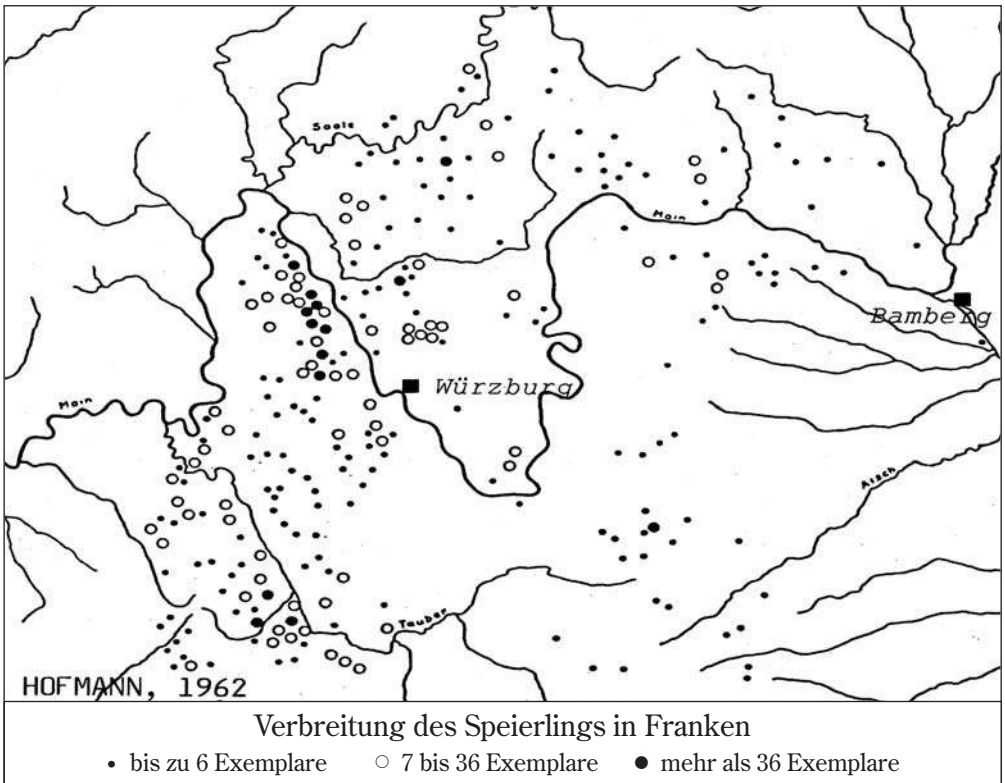 Saale
Main
Bamberg
Würzburg
Main
Aisch
Tauber
HOFMANN, 1962
Verbreitung des Speierlings in Franken
• bis zu 6 Exemplare ○ 7 bis 36 Exemplare ● mehr als 36 Exemplare